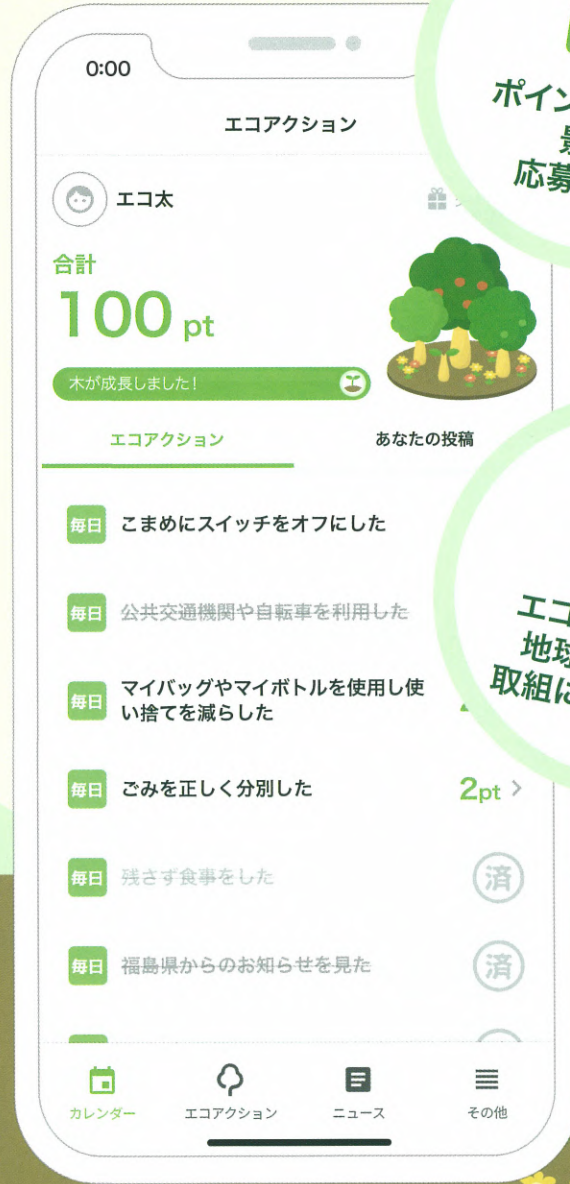 0:00
エコアクション
エコ太
合計
100 pt
木が成長しました!
エコアクション
あなたの投稿
毎日 こまめにスイッチをオフにした
毎日 公共交通機関や自転車を利用した
毎日 マイバッグやマイボトルを使用し使
い捨てを減らした
毎日 ごみを正しく分別した 2pt >
毎日 残さず食事をした 済
毎日 福島県からのお知らせを見た 済
カレンダー エコアクション ニュース その他
ポイン
応募
エコ
地球
取組に